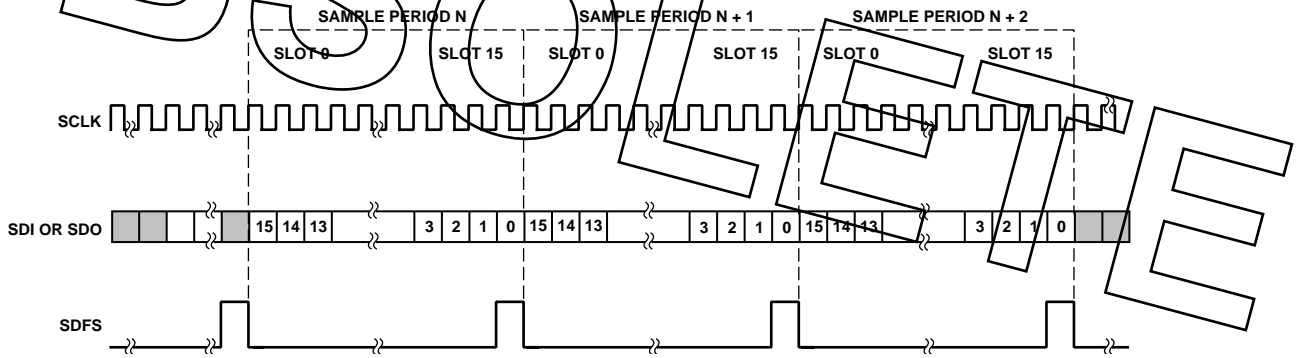 SAMPLE PERIOD N SAMPLE PERIOD N + 1 SAMPLE PERIOD N + 2
SLOT 0 SLOT 15 SLOT 0 SLOT 15 SLOT 0 SLOT 15
SCLK
SDI OR SDO 15 14 13 3 2 1 0 15 14 13 3 2 1 0 15 14 13 3 2 1 0
SDFS
OBSOLETE